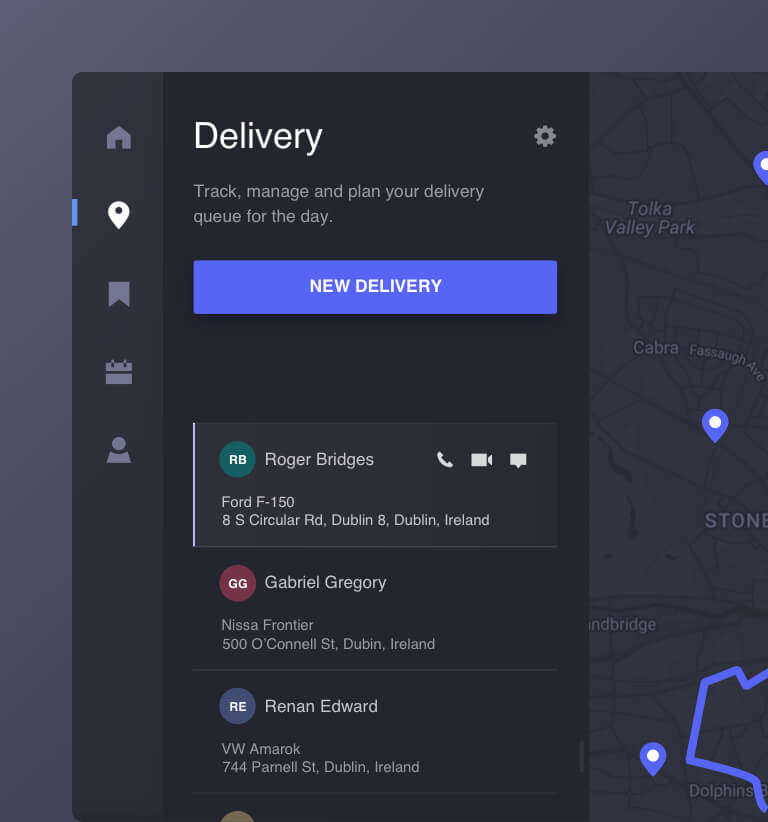 Delivery
Track, manage and plan your delivery
queue for the day.
NEW DELIVERY
RB Roger Bridges
Ford F-150
8 S Circular Rd, Dublin 8, Dublin, Ireland
GG Gabriel Gregory
Nissa Frontier
500 O’Connell St, Dubin, Ireland
RE Renan Edward
VW Amarok
744 Parnell St, Dublin, Ireland
Tolka
Valley Park
Cabra
Fassaugh Ave
STONE
ndbridge
Dolphins B